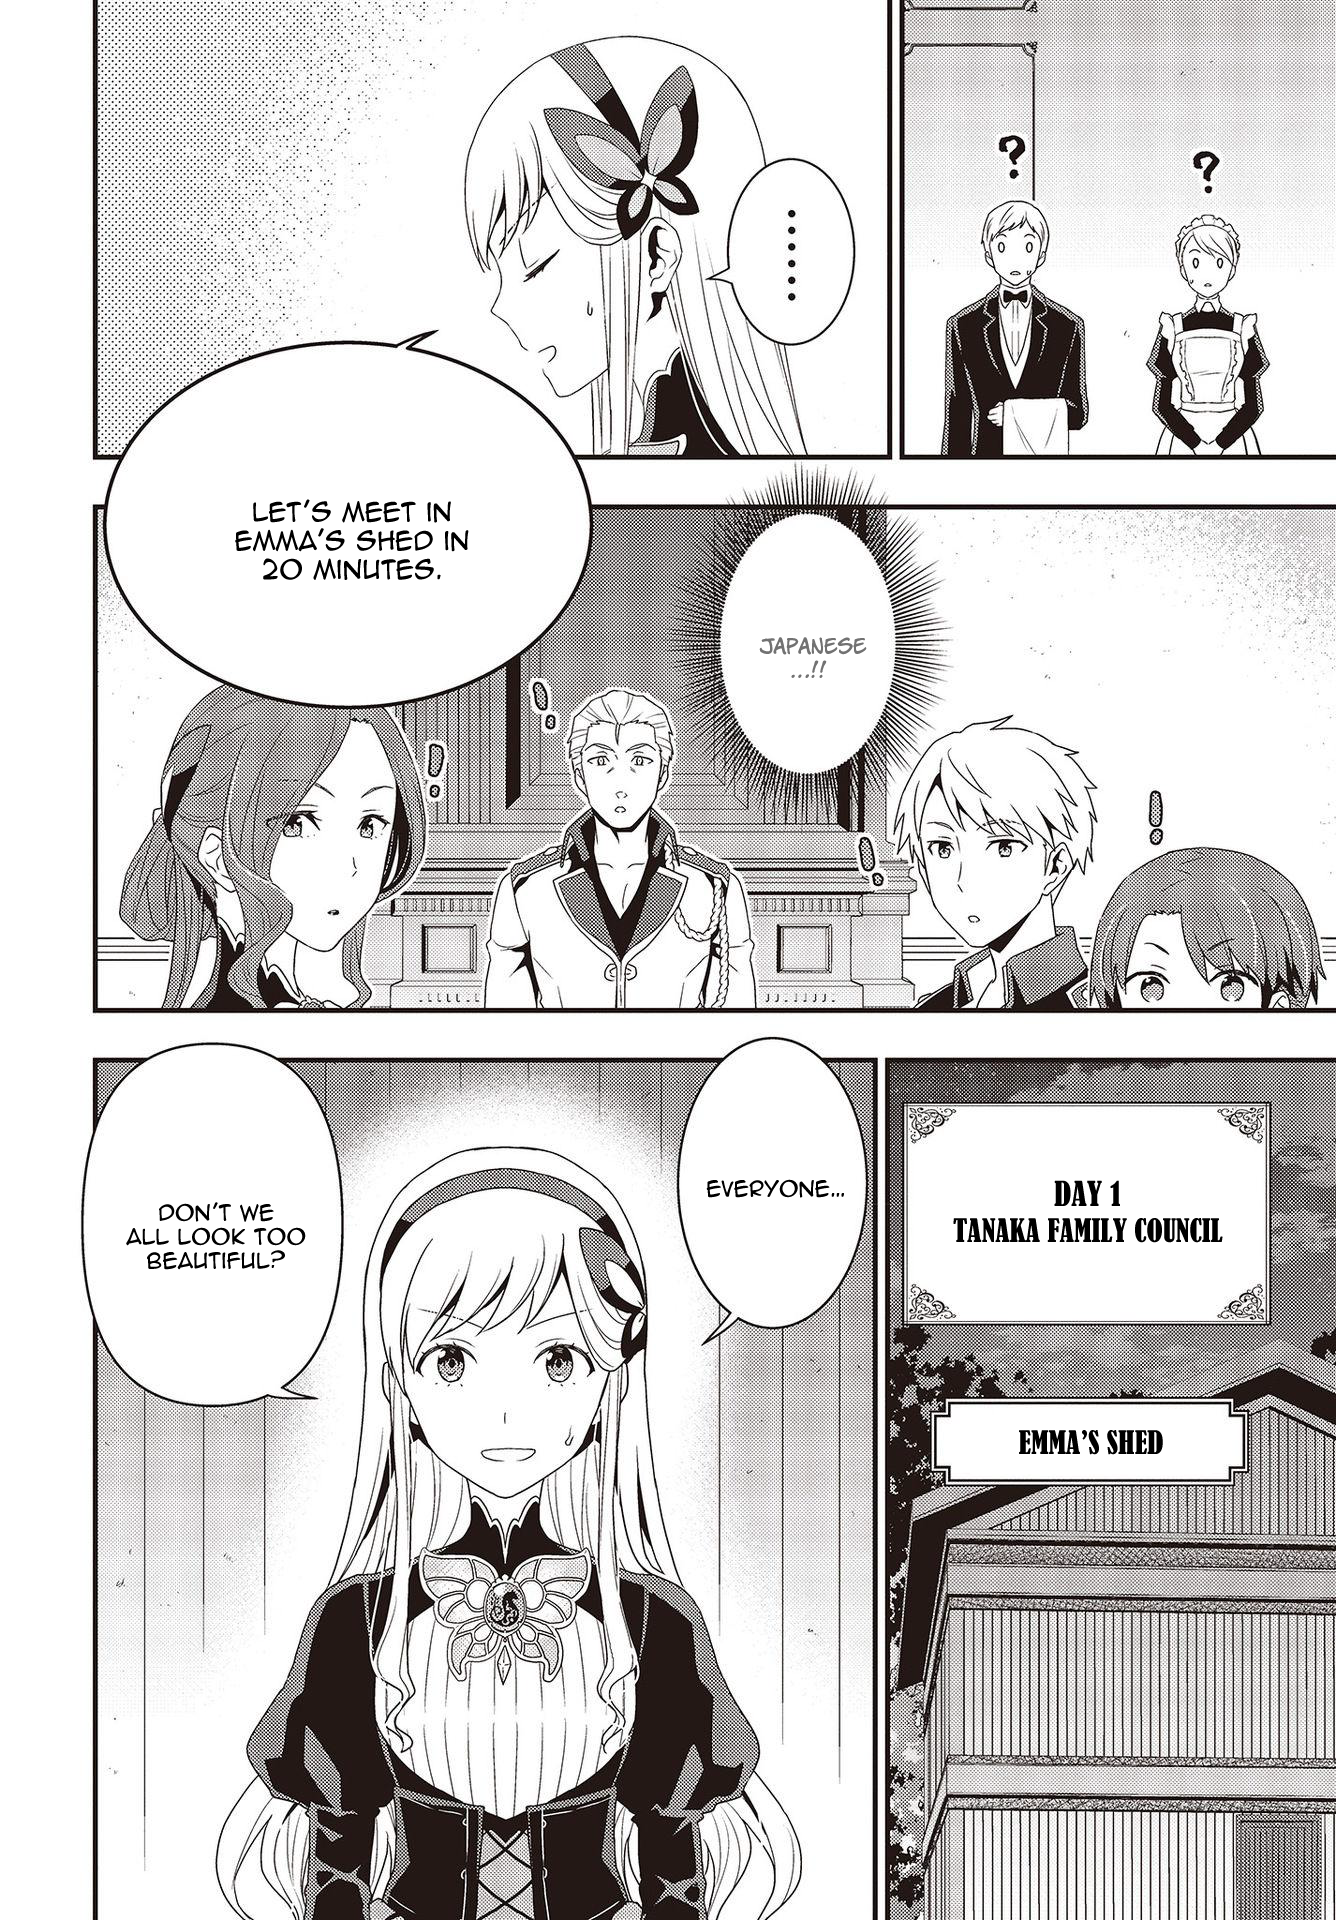 ?
?
......
LET'S MEET IN
EMMA'S SHED IN
20 MINUTES.
JAPANESE
...!!
!
!
!
DAY 1
TANAKA FAMILY COUNCIL
EMMA'S SHED
EVERYONE...
DON'T WE
ALL LOOK TOO
BEAUTIFUL?